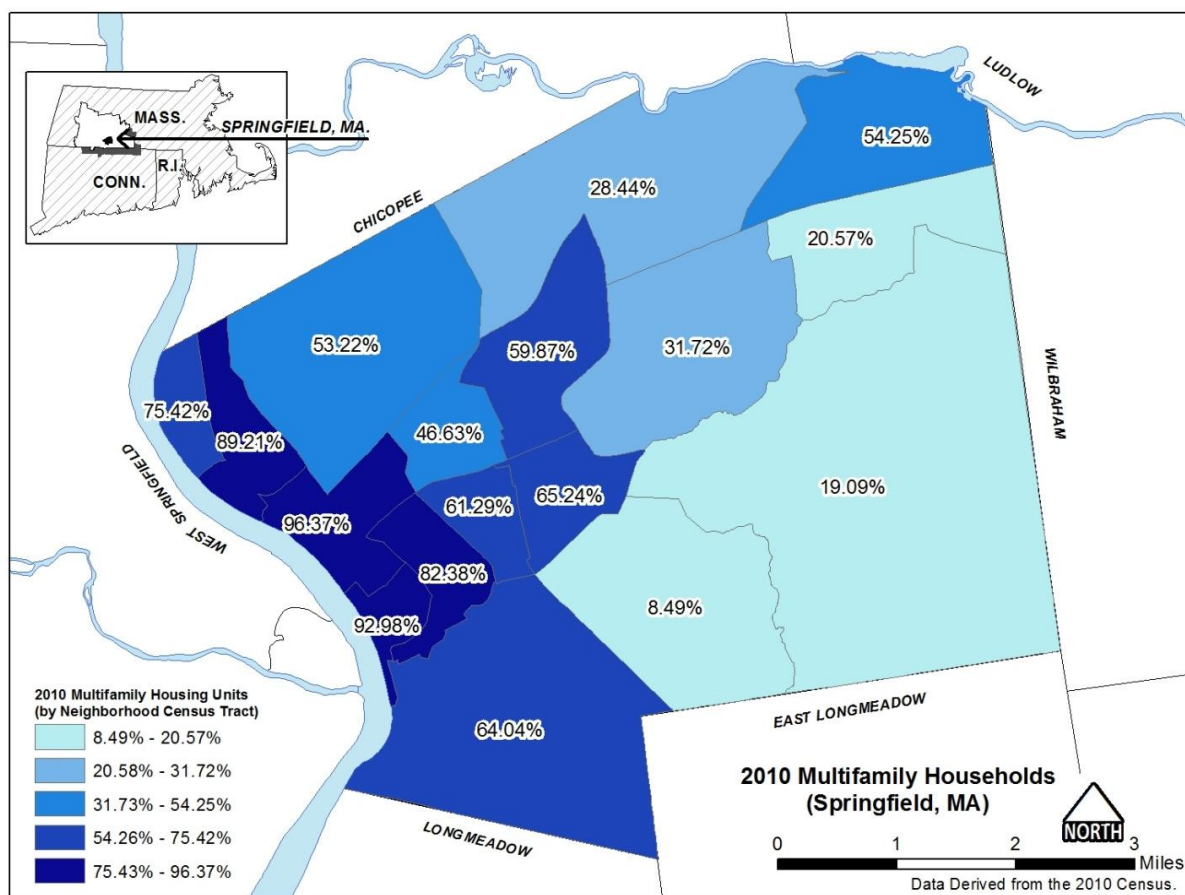 MASS.
SPRINGFIELD, MA.
R.I.
CONN.
LUDLOW
CHICOPEE
WILBRAHAM
WEST SPRINGFIELD
EAST LONGMEADOW
LONGMEADOW
54.25%
28.44%
20.57%
53.22%
59.87%
31.72%
75.42%
89.21%
46.63%
19.09%
61.29%
65.24%
96.37%
82.38%
8.49%
92.98%
64.04%
2010 Multifamily Housing Units
(by Neighborhood Census Tract)
8.49% - 20.57%
20.58% - 31.72%
31.73% - 54.25%
54.26% - 75.42%
75.43% - 96.37%
2010 Multifamily Households
(Springfield, MA)
NORTH
0 1 2 3
Miles
Data Derived from the 2010 Census.